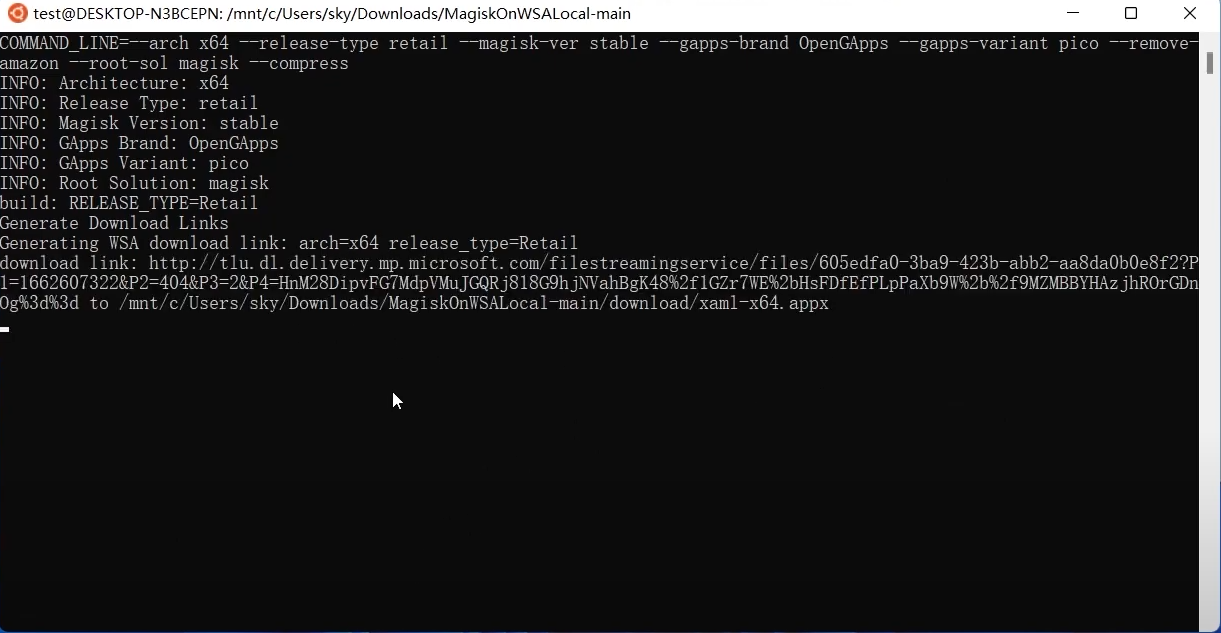 test@DESKTOP-N3BCEPN: /mnt/c/Users/sky/Downloads/MagiskOnWSALocal-main
COMMAND_LINE=--arch x64 --release-type retail --magisk-ver stable --gapps-brand OpenGApps --gapps-variant pico --remove-
amazon --root-sol magisk --compress
INFO: Architecture: x64
INFO: Release Type: retail
INFO: Magisk Version: stable
INFO: GApps Brand: OpenGApps
INFO: GApps Variant: pico
INFO: Root Solution: magisk
build: RELEASE_TYPE=Retail
Generate Download Links
Generating WSA download link: arch=x64 release_type=Retail
download link: http://tlu.dl.delivery.mp.microsoft.com/filestreamingservice/files/605edfa0-3ba9-423b-abb2-aa8da0b0e8f2?P
1=1662607322&P2=404&P3=2&P4=HnM28DipvFG7MdpVMuJGQRj818G9hjNVahBgK48%2f1GZr7WE%2bHsFDfEfPLpPaXb9W%2b%2f9MZMBBYHAzjhROrGDn
Og%3d%3d to /mnt/c/Users/sky/Downloads/MagiskOnWSALocal-main/download/xaml-x64.appx